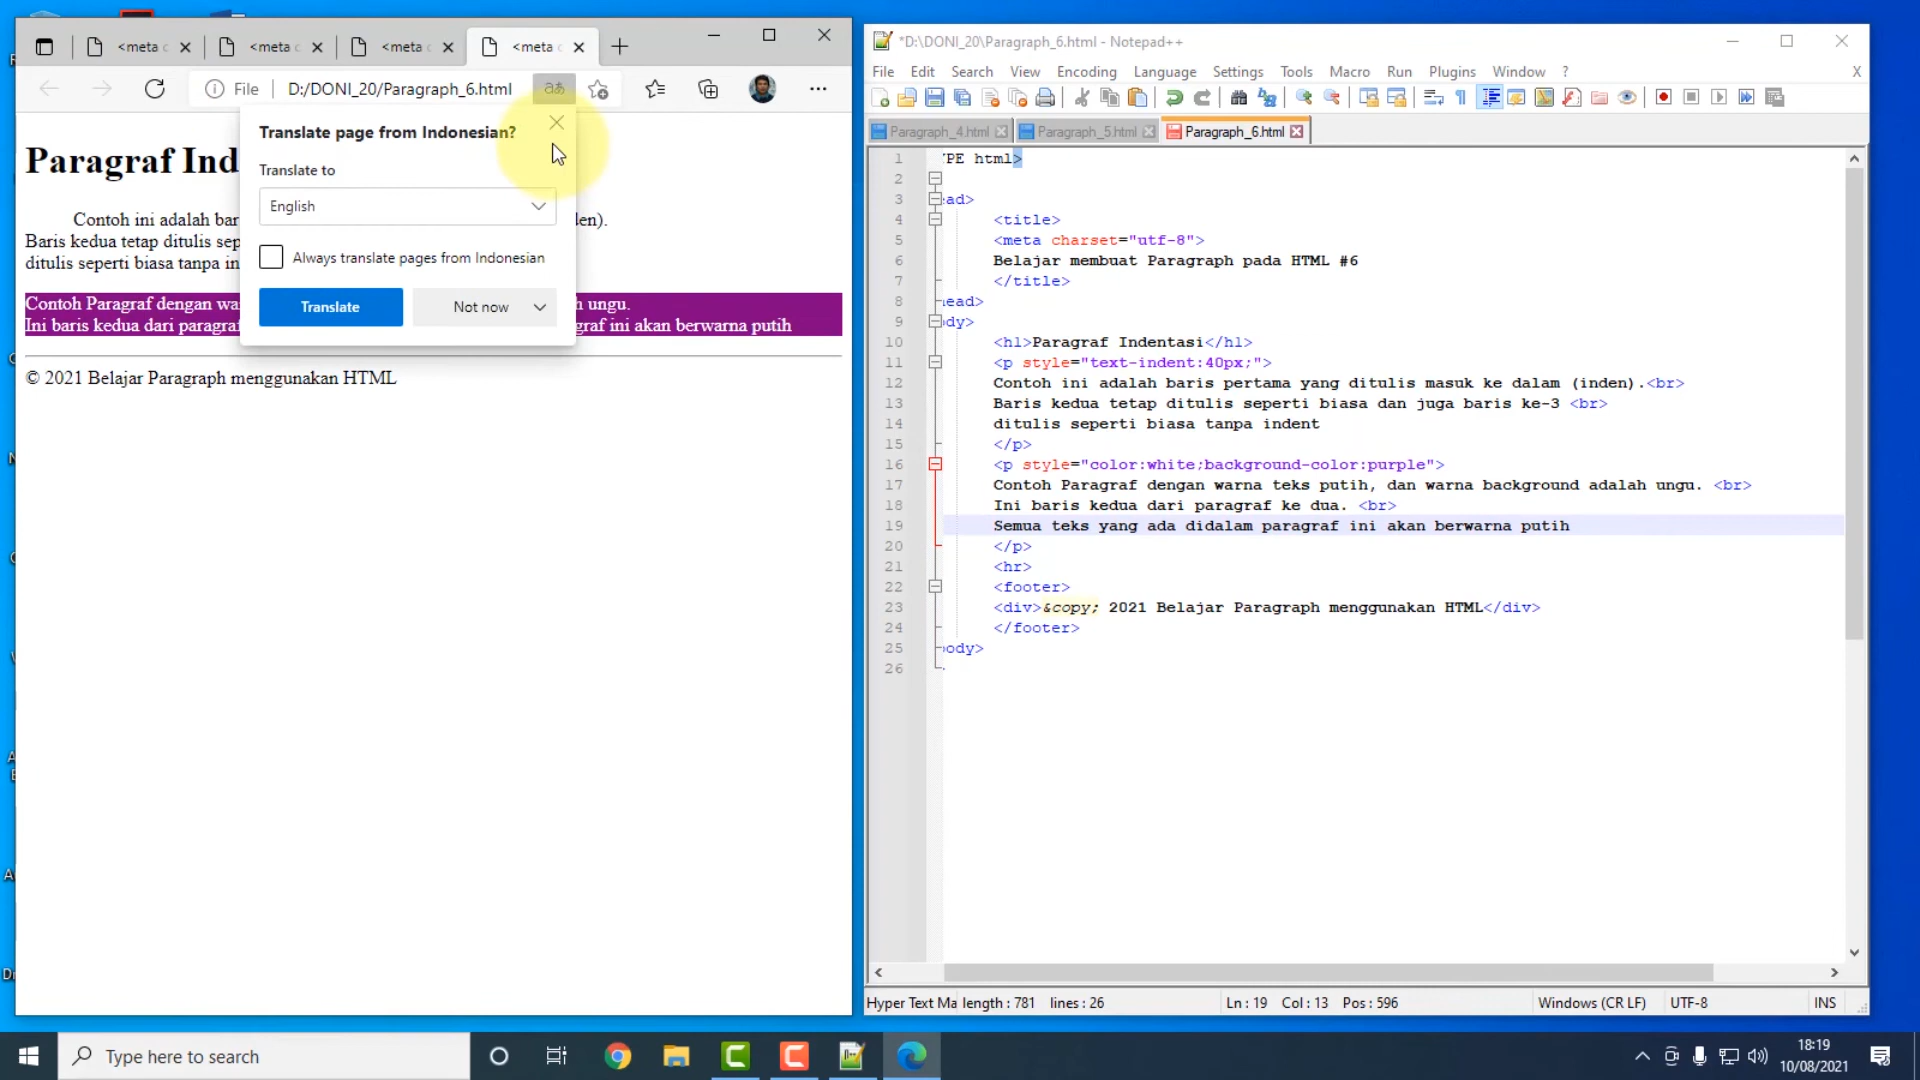 <meta c
<meta c
<meta c
<meta c
File
D:/DONI_20/Paragraph_6.html
aあ
Translate page from Indonesian?
Translate to
English
Always translate pages from Indonesian
Translate
Not now
Paragraf Ind
Contoh ini adalah bar
den).
Baris kedua tetap ditulis sep
ditulis seperti biasa tanpa in
Contoh Paragraf dengan wa
h ungu.
Ini baris kedua dari paragraf
graf ini akan berwarna putih
© 2021 Belajar Paragraph menggunakan HTML
*D:\DONI_20\Paragraph_6.html - Notepad++
File Edit Search View Encoding Language Settings Tools Macro Run Plugins Window ?
X
Paragraph_4.html
Paragraph_5.html
Paragraph_6.html
1 YPE html>
2
3 ead>
4 <title>
5 <meta charset="utf-8">
6 Belajar membuat Paragraph pada HTML #6
7 </title>
8 head>
9 ody>
10 <h1>Paragraf Indentasi</h1>
11 <p style="text-indent:40px;">
12 Contoh ini adalah baris pertama yang ditulis masuk ke dalam (inden).<br>
13 Baris kedua tetap ditulis seperti biasa dan juga baris ke-3 <br>
14 ditulis seperti biasa tanpa indent
15 </p>
16 <p style="color:white;background-color:purple">
17 Contoh Paragraf dengan warna teks putih, dan warna background adalah ungu. <br>
18 Ini baris kedua dari paragraf ke dua. <br>
19 Semua teks yang ada didalam paragraf ini akan berwarna putih
20 </p>
21 <hr>
22 <footer>
23 <div>&copy; 2021 Belajar Paragraph menggunakan HTML</div>
24 </footer>
25 body>
26
Hyper Text Ma length : 781 lines : 26
Ln : 19 Col : 13 Pos : 596
Windows (CR LF)
UTF-8
INS
Type here to search
18:19
10/08/2021